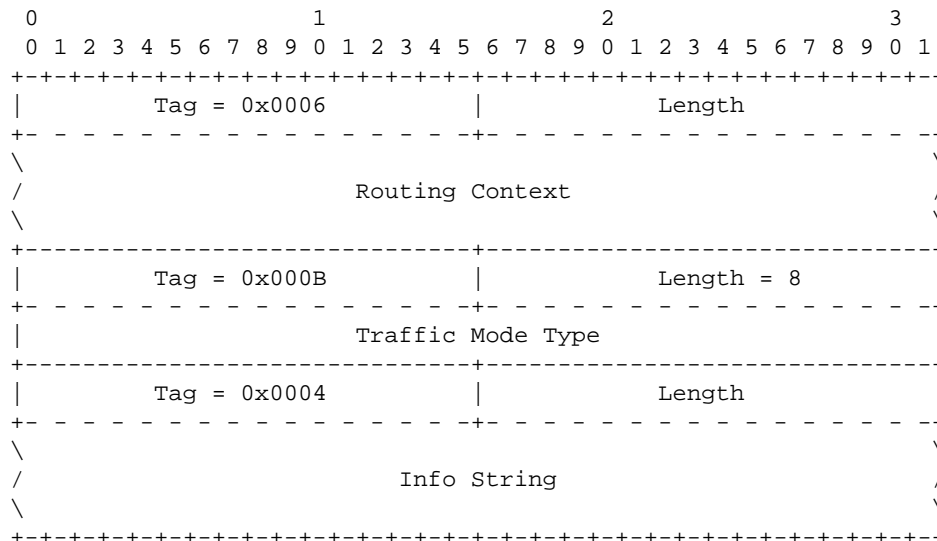 0                   1                   2                   3
 0 1 2 3 4 5 6 7 8 9 0 1 2 3 4 5 6 7 8 9 0 1 2 3 4 5 6 7 8 9 0 1
+-+-+-+-+-+-+-+-+-+-+-+-+-+-+-+-+-+-+-+-+-+-+-+-+-+-+-+-+-+-+-+--
|         Tag = 0x0006          |            Length
+- - - - - - - - - - - - - - - -+- - - - - - - - - - - - - - - --
\                                                               \
/                       Routing Context                         /
\                                                               \
+-------------------------------+--------------------------------
|         Tag = 0x000B          |            Length = 8
+- - - - - - - - - - - - - - - -+- - - - - - - - - - - - - - - --
|                       Traffic Mode Type
+-------------------------------+--------------------------------
|         Tag = 0x0004          |            Length
+- - - - - - - - - - - - - - - -+- - - - - - - - - - - - - - - --
\                                                               \
/                          Info String                          /
\                                                               \
+-+-+-+-+-+-+-+-+-+-+-+-+-+-+-+-+-+-+-+-+-+-+-+-+-+-+-+-+-+-+-+--